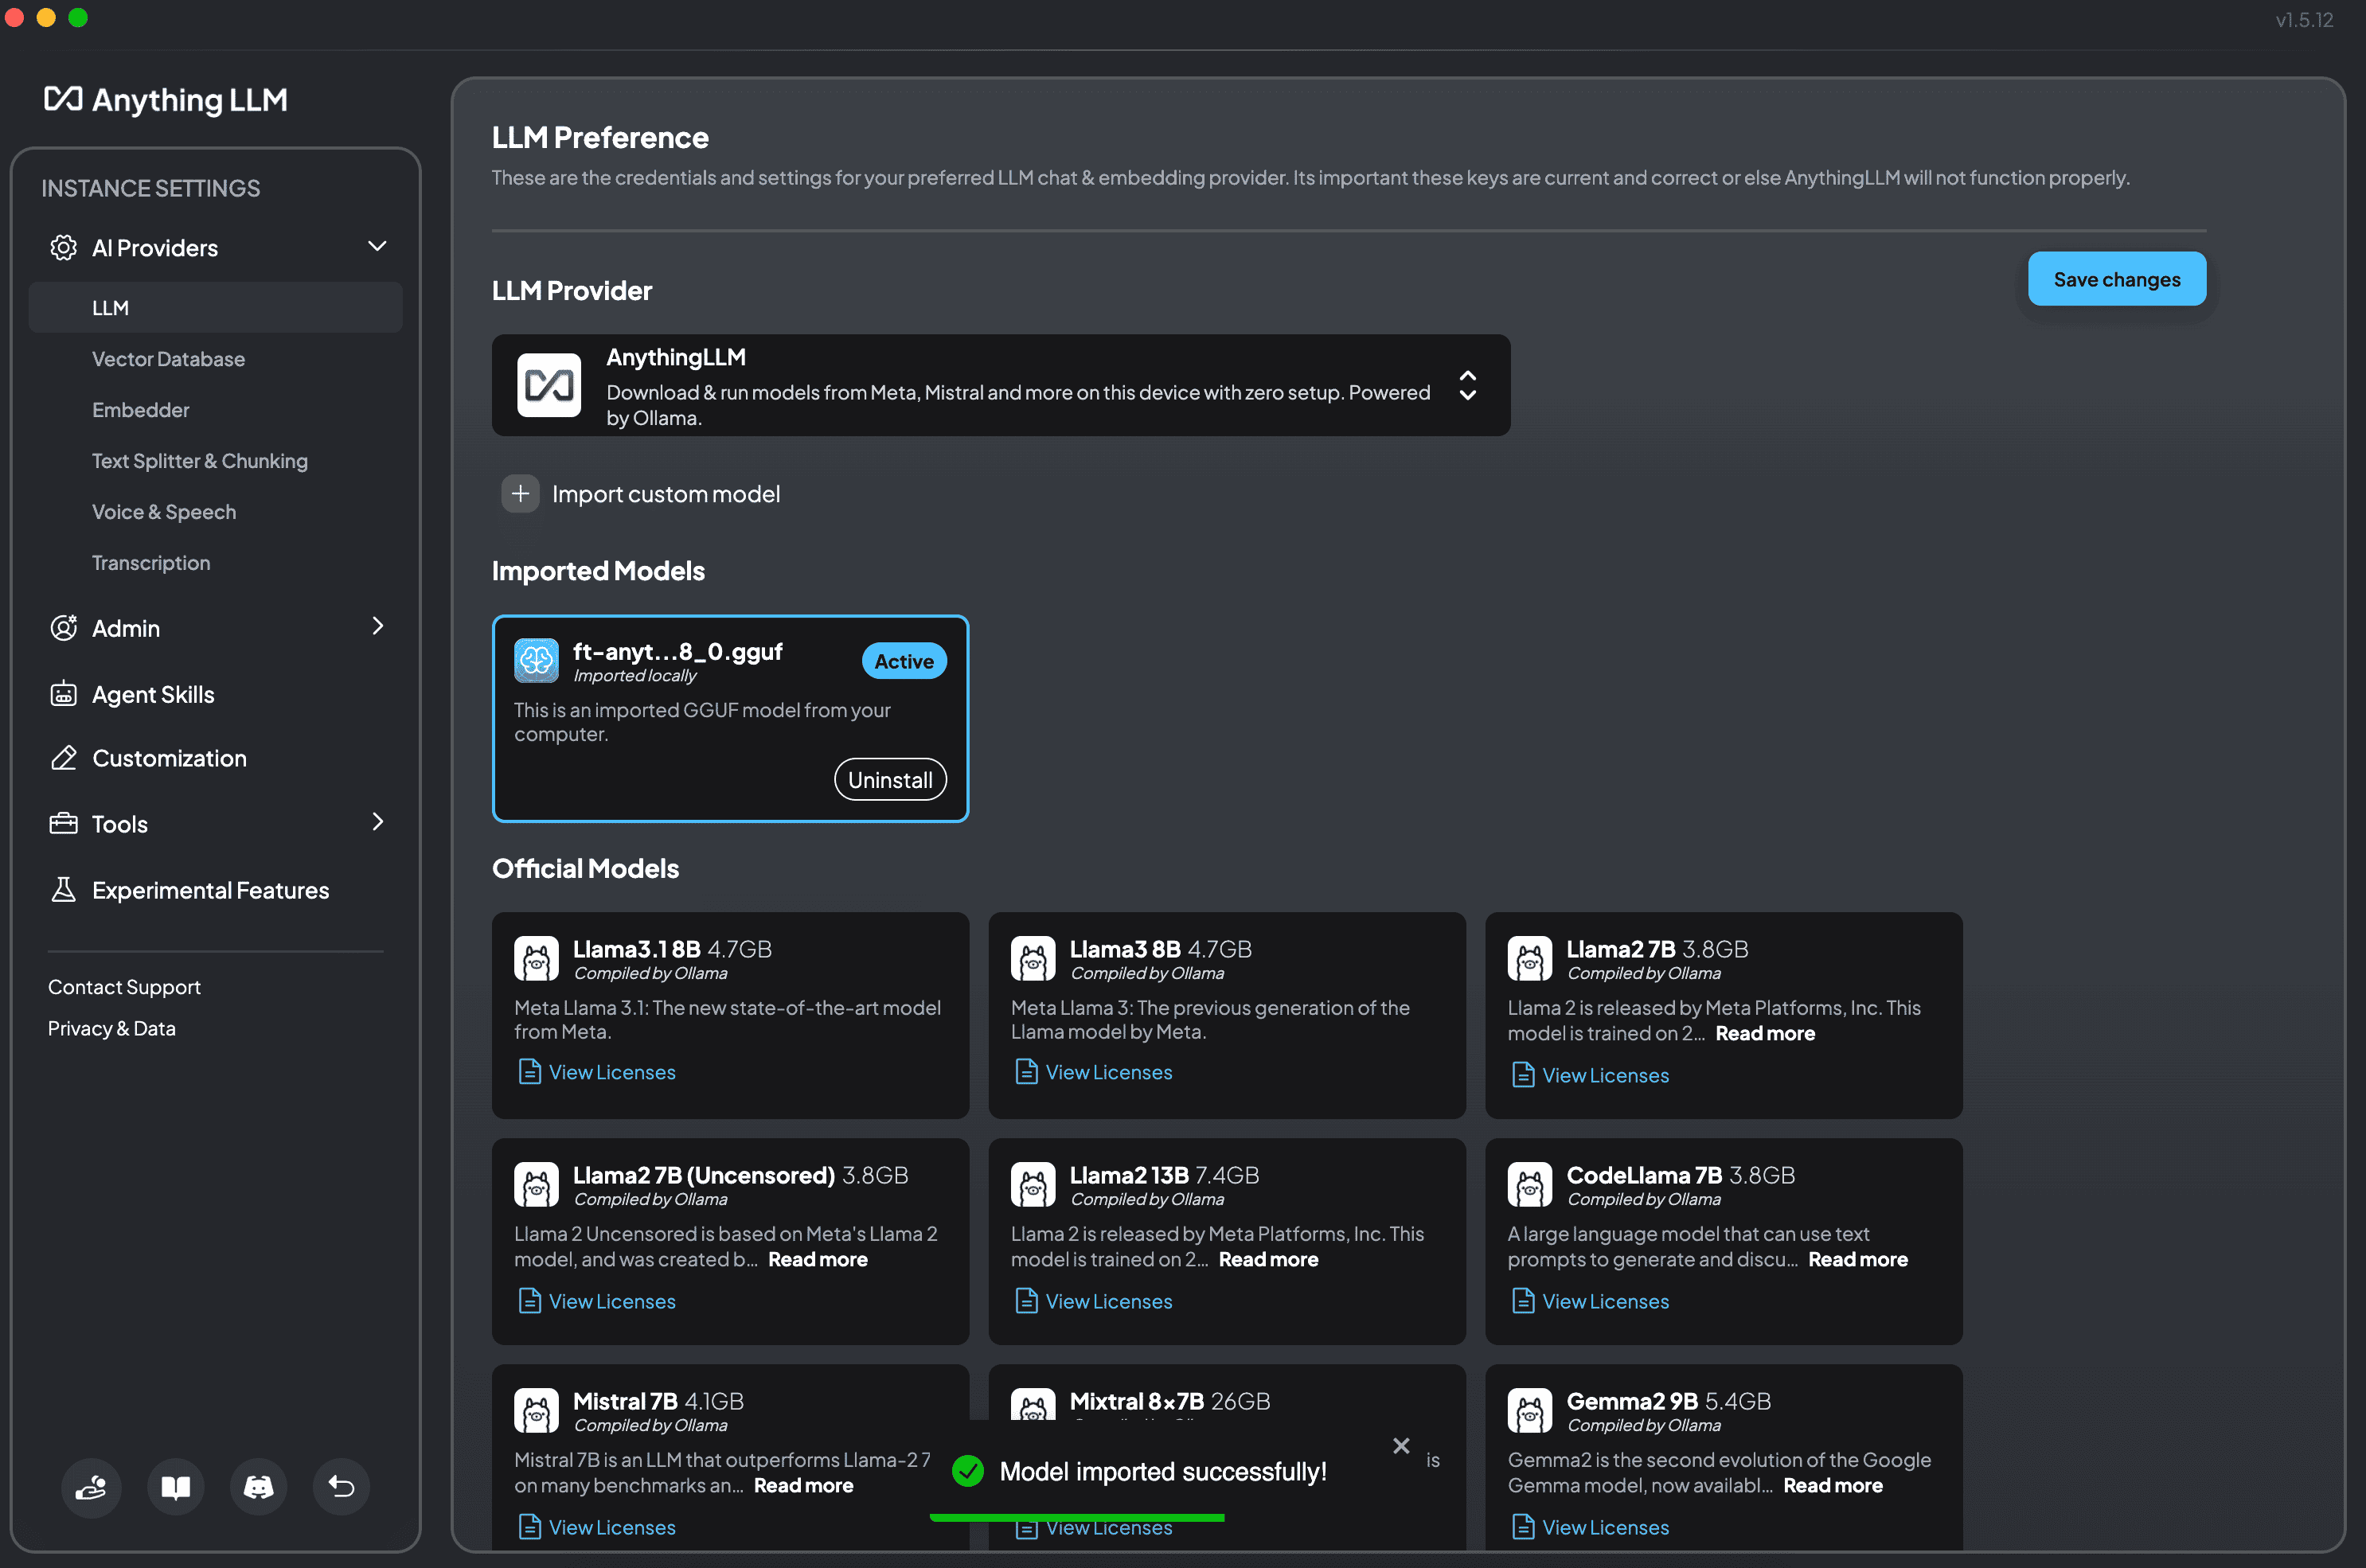 v1.5.12
Anything LLM
INSTANCE SETTINGS
AI Providers
LLM
Vector Database
Embedder
Text Splitter & Chunking
Voice & Speech
Transcription
Admin
Agent Skills
Customization
Tools
Experimental Features
Contact Support
Privacy & Data
LLM Preference
These are the credentials and settings for your preferred LLM chat & embedding provider. Its important these keys are current and correct or else AnythingLLM will not function properly.
Save changes
LLM Provider
AnythingLLM
Download & run models from Meta, Mistral and more on this device with zero setup. Powered
by Ollama.
Import custom model
Imported Models
ft-anyt...8_0.gguf
Active
Imported locally
This is an imported GGUF model from your
computer.
Uninstall
Official Models
Llama3.1 8B 4.7GB
Compiled by Ollama
Meta Llama 3.1: The new state-of-the-art model
from Meta.
View Licenses
Llama3 8B 4.7GB
Compiled by Ollama
Meta Llama 3: The previous generation of the
Llama model by Meta.
View Licenses
Llama2 7B 3.8GB
Compiled by Ollama
Llama 2 is released by Meta Platforms, Inc. This
model is trained on 2... Read more
View Licenses
Llama2 7B (Uncensored) 3.8GB
Compiled by Ollama
Llama 2 Uncensored is based on Meta's Llama 2
model, and was created b... Read more
View Licenses
Llama2 13B 7.4GB
Compiled by Ollama
Llama 2 is released by Meta Platforms, Inc. This
model is trained on 2... Read more
View Licenses
CodeLlama 7B 3.8GB
Compiled by Ollama
A large language model that can use text
prompts to generate and discu... Read more
View Licenses
Mistral 7B 4.1GB
Compiled by Ollama
Mistral 7B is an LLM that outperforms Llama-2 7
on many benchmarks an... Read more
View Licenses
Mixtral 8x7B 26GB
is
View Licenses
Gemma2 9B 5.4GB
Compiled by Ollama
Gemma2 is the second evolution of the Google
Gemma model, now availabl... Read more
View Licenses
Model imported successfully!